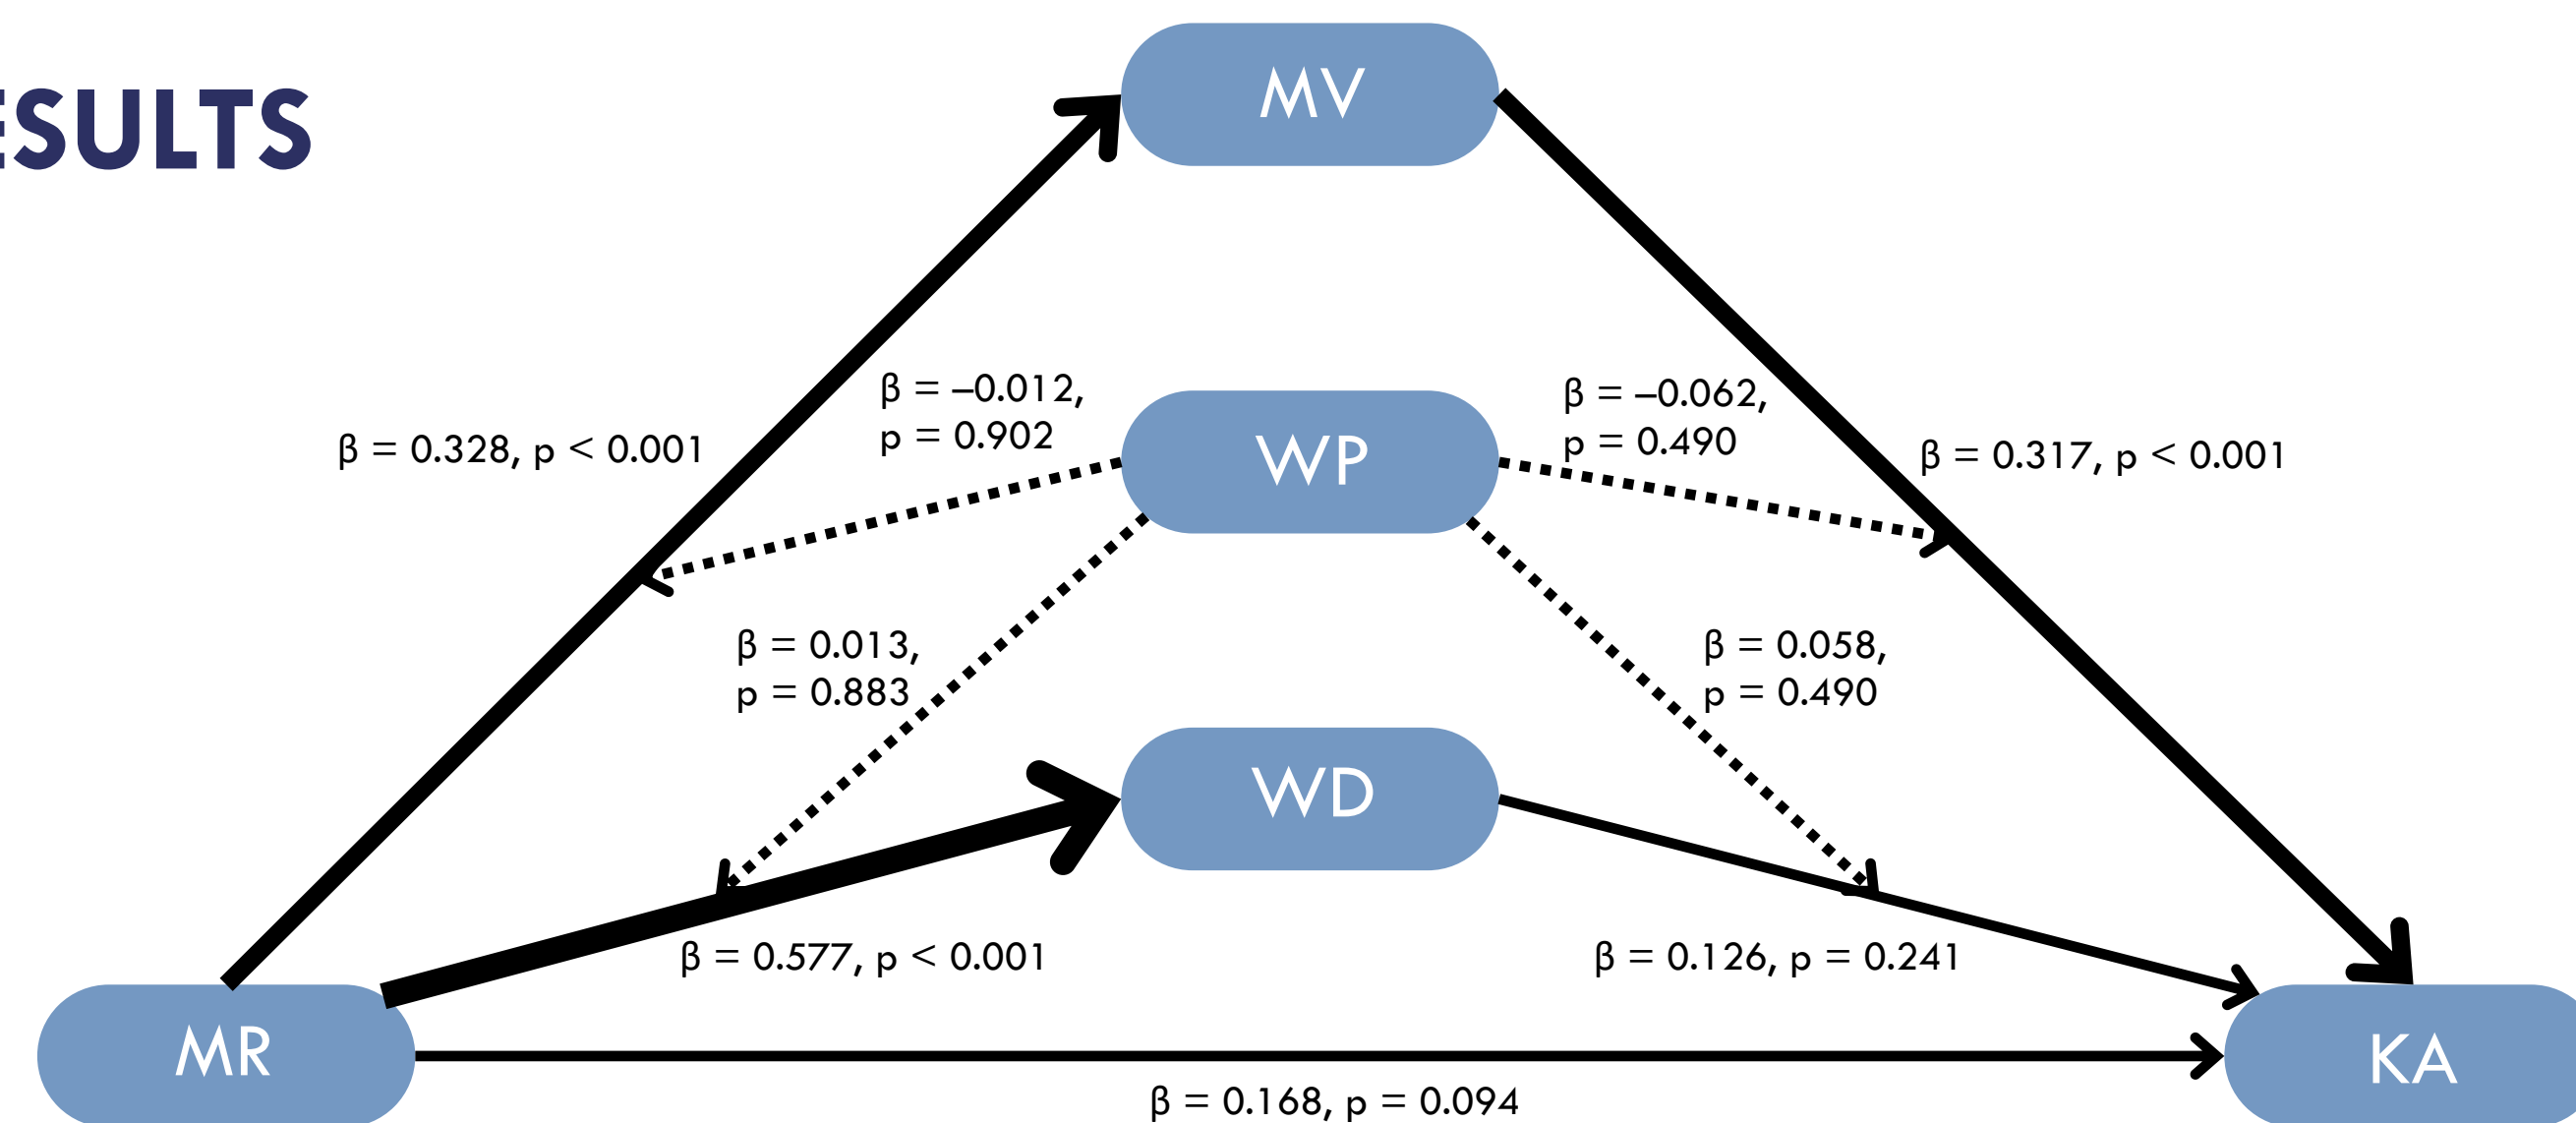 ESULTS
MV
β = –0.012,
p = 0.902
β = –0.062,
p = 0.490
β = 0.328, p < 0.001
WP
β = 0.317, p < 0.001
β = 0.013,
p = 0.883
β = 0.058,
p = 0.490
WD
β = 0.577, p < 0.001
β = 0.126, p = 0.241
MR
KA
β = 0.168, p = 0.094